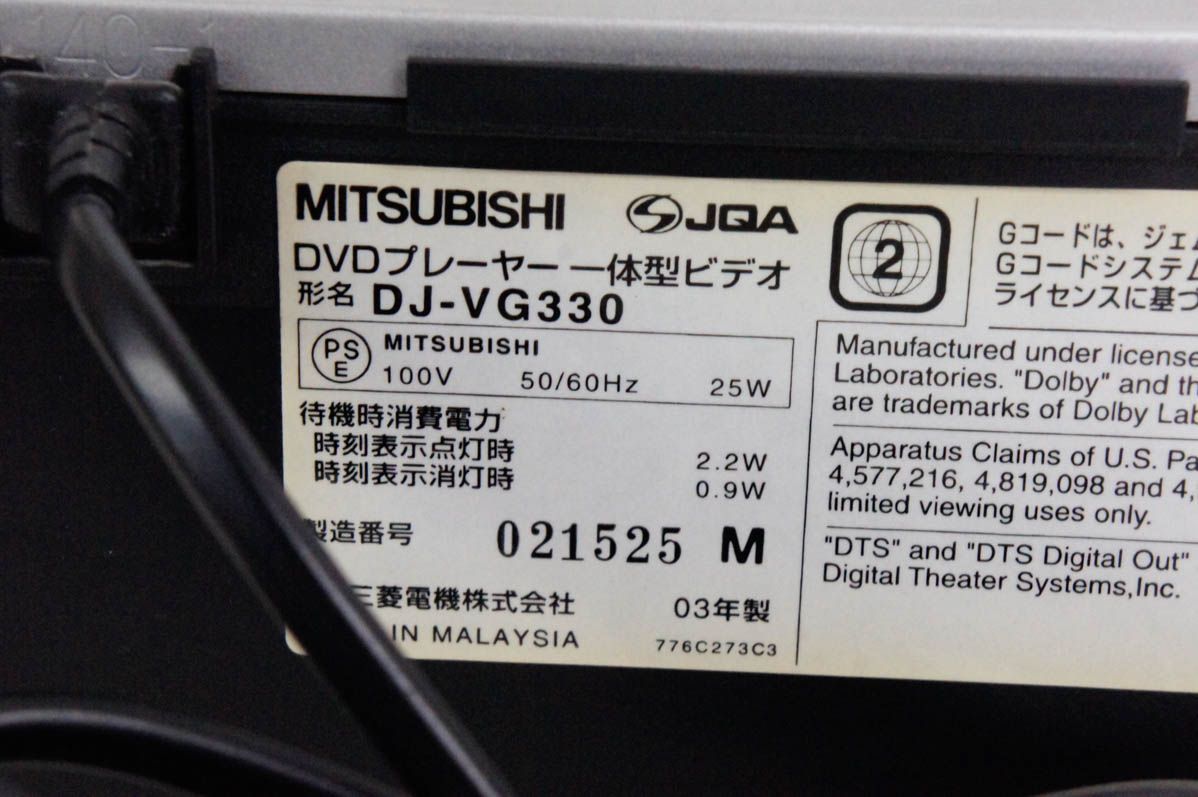 140-1
MITSUBISHI JQA
DVDプレーヤー一体型ビデオ
形名 DJ-VG330
PS
E
MITSUBISHI
100V 50/60Hz 25W
待機時消費電力
時刻表示点灯時 2.2W
時刻表示消灯時 0.9W
製造番号 021525 M
三菱電機株式会社 03年製
IN MALAYSIA 776C273C3
2
Gコードは、ジェ
Gコードシステム
ライセンスに基づ
Manufactured under license
Laboratories. "Dolby" and th
are trademarks of Dolby Lab
Apparatus Claims of U.S. Pa
4,577,216, 4,819,098 and 4,
limited viewing uses only.
"DTS" and "DTS Digital Out"
Digital Theater Systems,Inc.